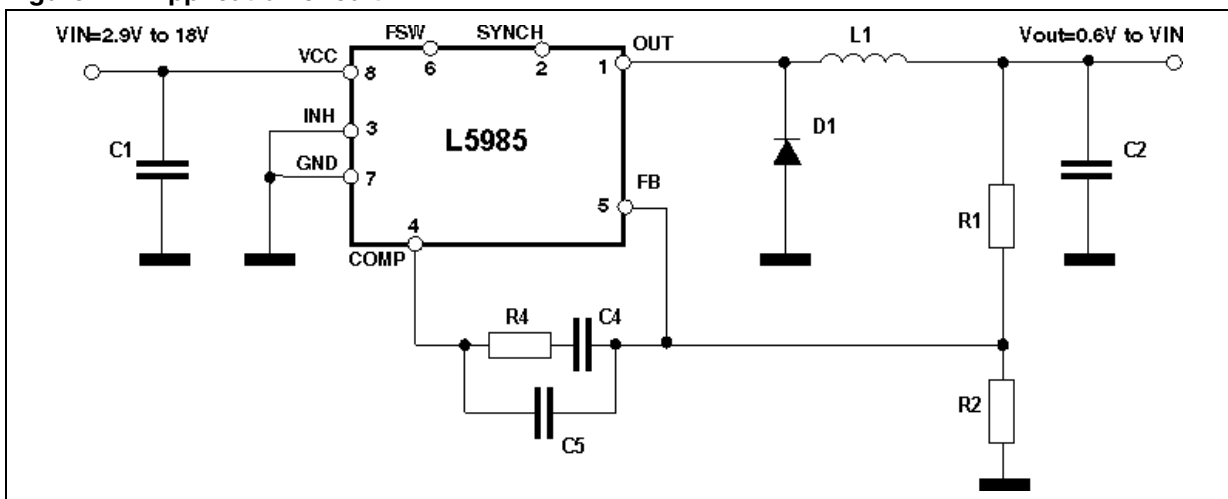 VIN=2.9V to 18V
FSW
SYNCH
VCC
8
6
2
1
OUT
L1
Vout=0.6V to VIN
INH
3
C1
L5985
D1
C2
GND
7
FB
5
4
COMP
R1
R4
C4
C5
R2